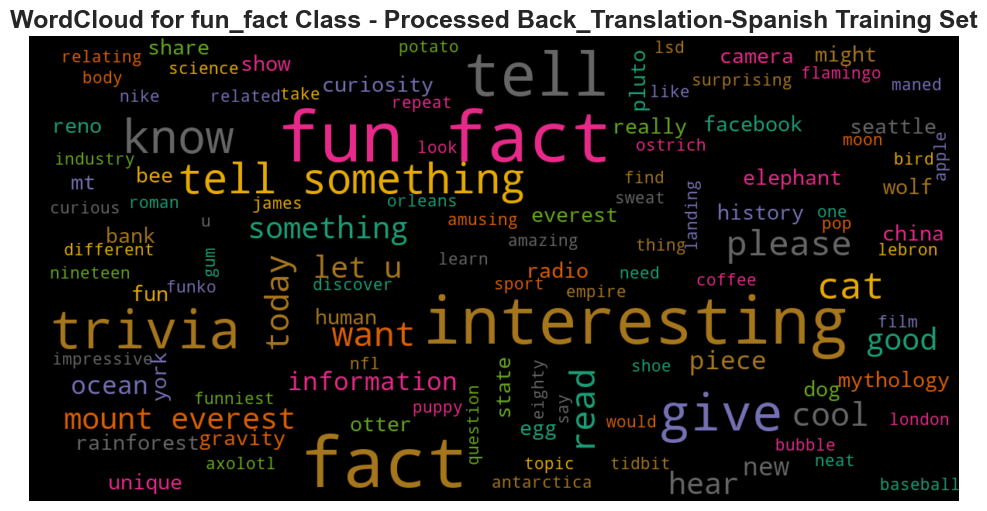 WordCloud for fun_fact Class - Processed Back_Translation-Spanish Training Set
relating
share
potato
lsd
camera
might
body
science
show
tell
pluto
surprising
flamingo
nike
related
take
curiosity
like
maned
repeat
reno
know
fun fact
really
facebook
seattle
look
ostrich
moon
industry
bee
tell something
bird
apple
mt
find
elephant
wolf
curious
roman
james
orleans
sweat
landing
u
something
amusing
everest
history
one
pop
bank
amazing
thing
please
china
different
gum
today
let u
learn
lebron
nineteen
fun
funko
discover
radio
sport
need
coffee
cat
empire
trivia
human
want
interesting
film
good
impressive
york
nfl
shoe
piece
ocean
information
state
eighty
read
dog
mythology
funniest
puppy
question
say
give
cool
london
mount everest
otter
egg
would
rainforest
gravity
fact
bubble
axolotl
topic
tidbit
new
neat
unique
antarctica
hear
baseball